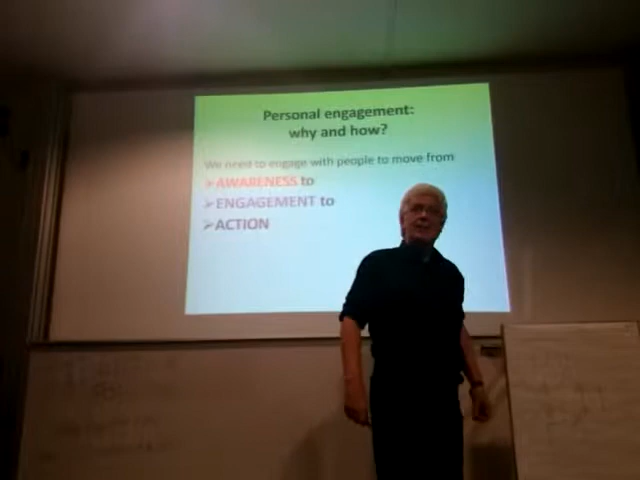 Personal engagement:
why and how?
We need to engage with people to move from
➢AWARENESS to
➢ENGAGEMENT to
➢ACTION